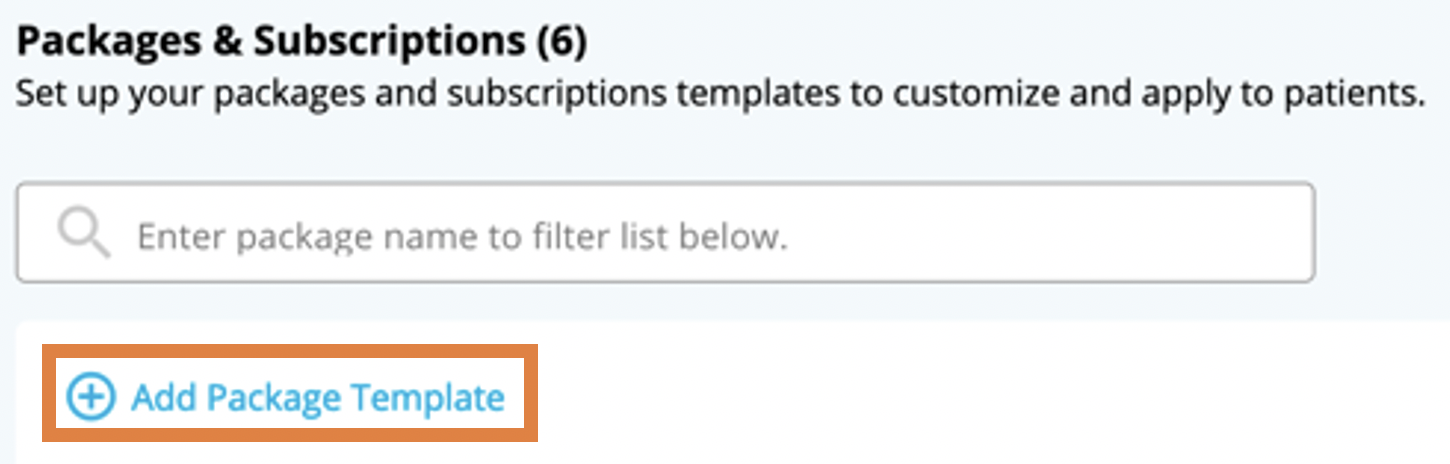 Packages & Subscriptions (6)
Set up your packages and subscriptions templates to customize and apply to patients.
Enter package name to filter list below.
Add Package Template